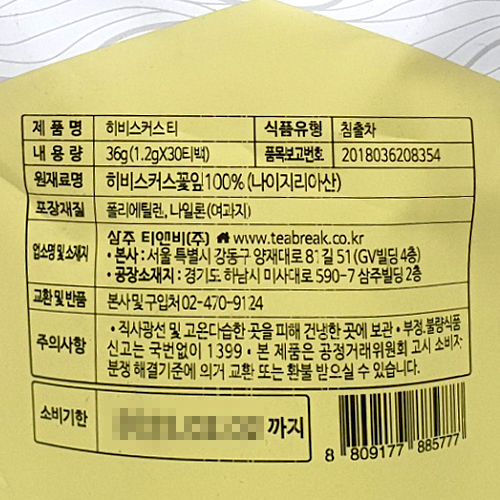 제품명 히비스커스티 식품유형 침출차
내용량 36g(1.2gX30티백) 품목보고번호 2018036208354
원재료명 히비스커스꽃잎100% (나이지리아산)
포장재질 폴리에틸렌, 나일론(여과지)
업소명 및 소재지 삼주 티앤비(주) www.teabreak.co.kr
• 본사 : 서울 특별시 강동구 양재대로 81길 51 (GV빌딩 4층)
• 공장소재지 : 경기도 하남시 미사대로 590-7 삼주빌딩 2층
교환 및 반품 본사 및 구입처 02-470-9124
주의사항 • 직사광선 및 고온다습한 곳을 피해 건냉한 곳에 보관 • 부정·불량식품
신고는 국번없이 1399 • 본 제품은 공정거래위원회 고시 소비자
분쟁 해결기준에 의거 교환 또는 환불 받으실 수 있습니다.
소비기한 까지
8 809177 885777